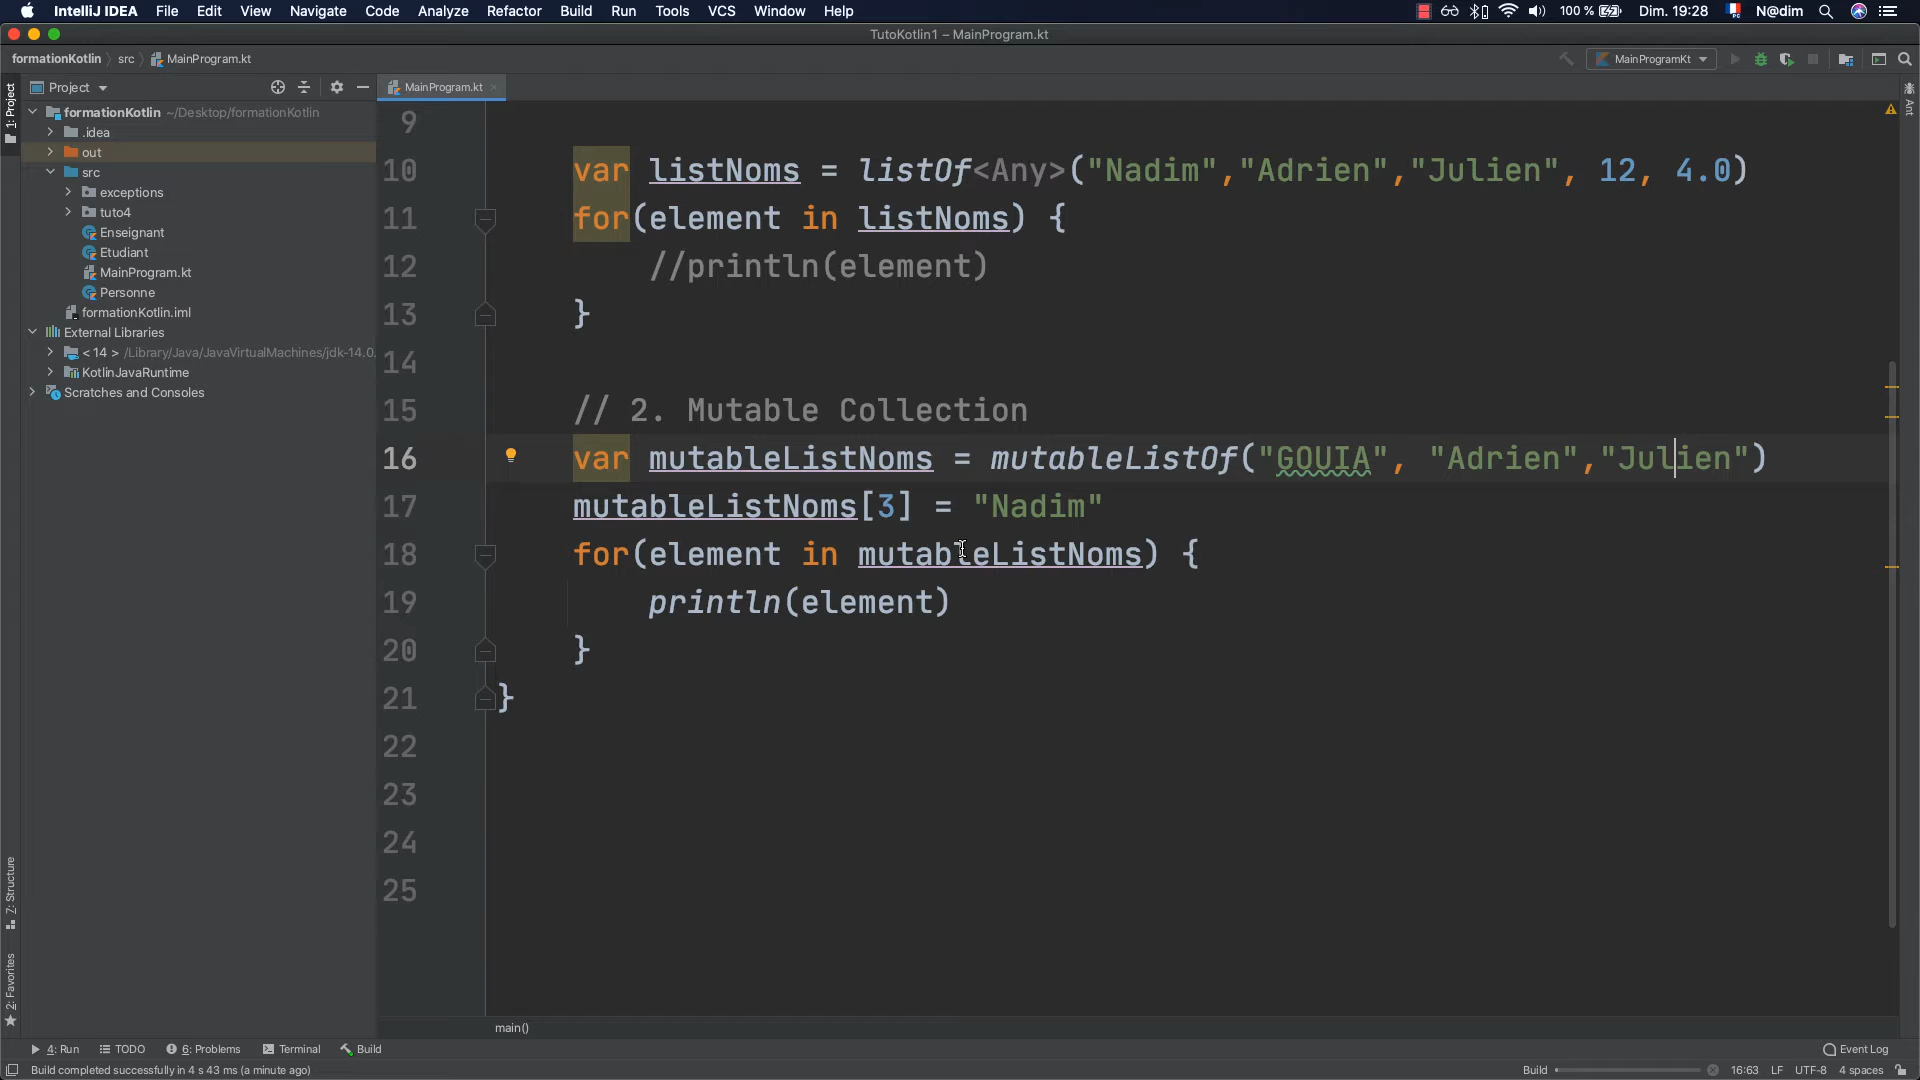 IntelliJ IDEA File Edit View Navigate Code Analyze Refactor Build Run Tools VCS Window Help 100 % Dim. 19:28 N@dim
TutoKotlin1 – MainProgram.kt
formationKotlin src MainProgram.kt MainProgramKt
1: Project
Project
MainProgram.kt
Ant
formationKotlin ~/Desktop/formationKotlin
.idea
out
src
exceptions
tuto4
Enseignant
Etudiant
MainProgram.kt
Personne
formationKotlin.iml
External Libraries
< 14 > /Library/Java/JavaVirtualMachines/jdk-14.0.
KotlinJavaRuntime
Scratches and Consoles
9
10 var listNoms = listOf<Any>("Nadim","Adrien","Julien", 12, 4.0)
11 for(element in listNoms) {
12 //println(element)
13 }
14
15 // 2. Mutable Collection
16 var mutableListNoms = mutableListOf("GOUIA", "Adrien","Julien")
17 mutableListNoms[3] = "Nadim"
18 for(element in mutableListNoms) {
19 println(element)
20 }
21 }
22
23
24
25
7: Structure
2: Favorites
main()
4: Run TODO 6: Problems Terminal Build Event Log
Build completed successfully in 4 s 43 ms (a minute ago) Build 16:63 LF UTF-8 4 spaces